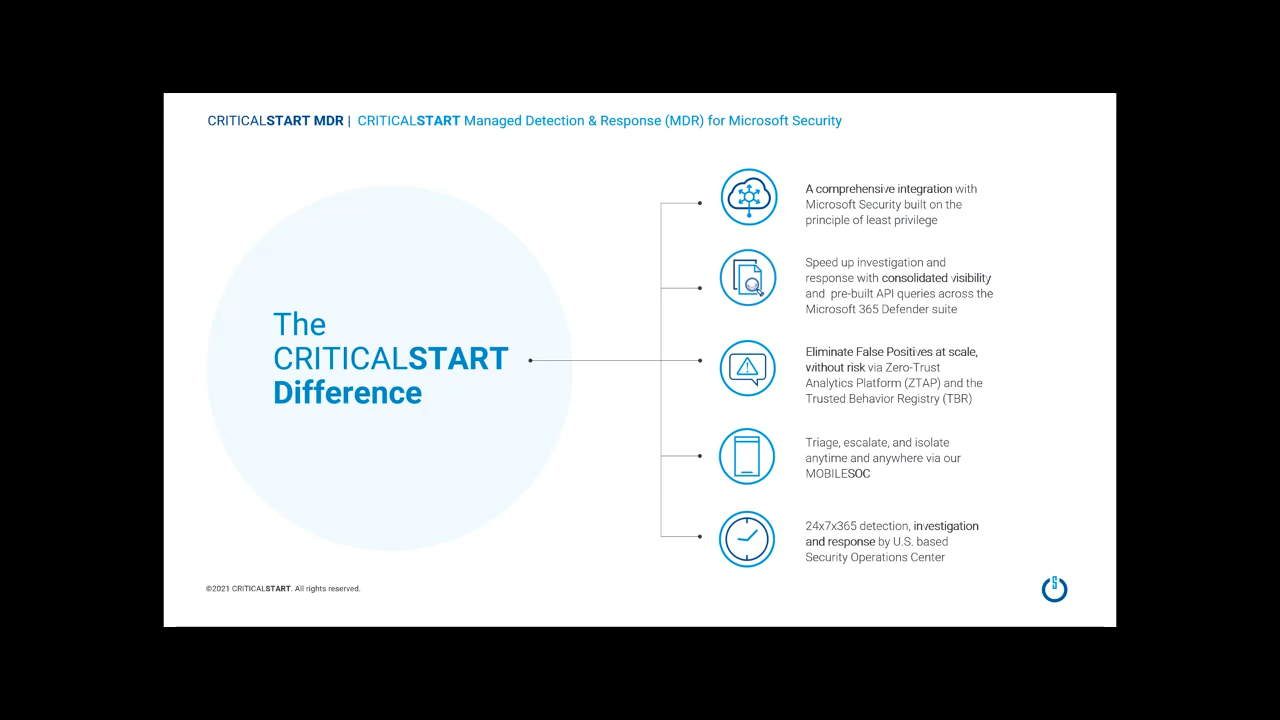 CRITICALSTART MDR | CRITICALSTART Managed Detection & Response (MDR) for Microsoft Security
The
CRITICALSTART
Difference
A comprehensive integration with
Microsoft Security built on the
principle of least privilege
Speed up investigation and
response with consolidated visibility
and pre-built API queries across the
Microsoft 365 Defender suite
Eliminate False Positives at scale,
without risk via Zero-Trust
Analytics Platform (ZTAP) and the
Trusted Behavior Registry (TBR)
Triage, escalate, and isolate
anytime and anywhere via our
MOBILESOC
24x7x365 detection, investigation
and response by U.S. based
Security Operations Center
©2021 CRITICALSTART. All rights reserved.
S